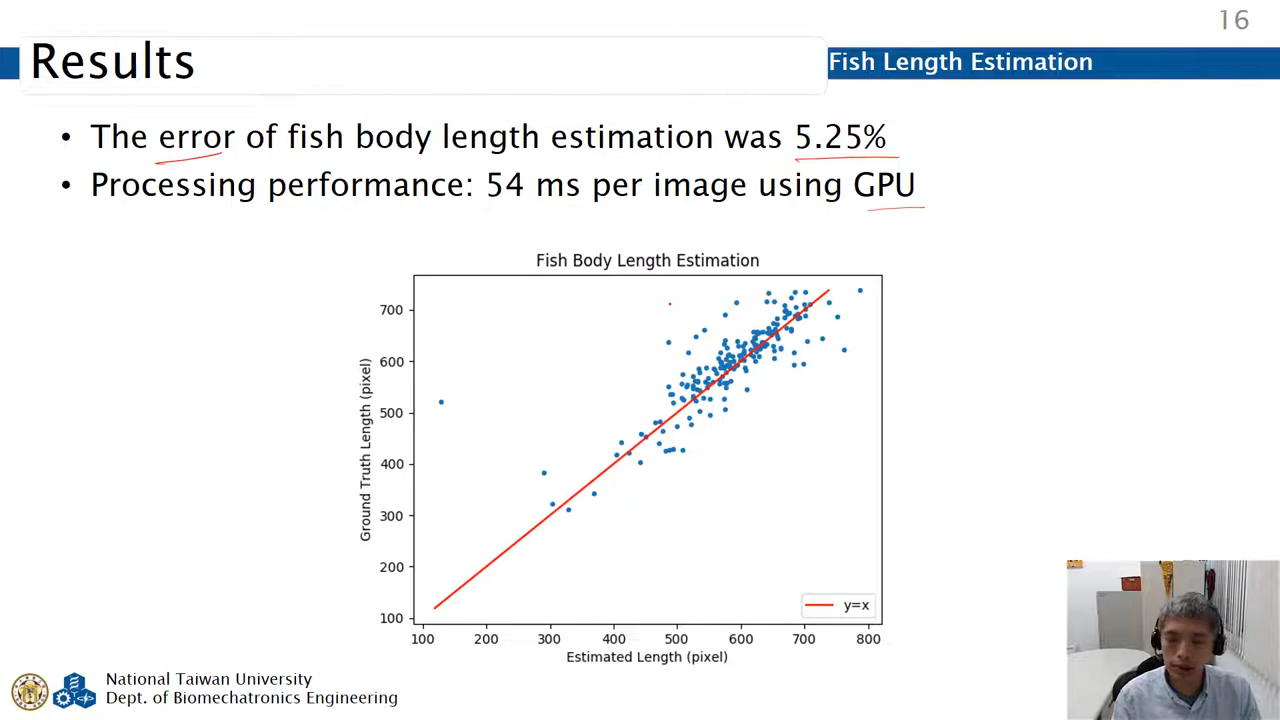 16
Results
Fish Length Estimation
• The error of fish body length estimation was 5.25%
• Processing performance: 54 ms per image using GPU
Fish Body Length Estimation
Ground Truth Length (pixel)
700
600
500
400
300
200
100
y=x
100 200 300 400 500 600 700 800
Estimated Length (pixel)
National Taiwan University
Dept. of Biomechatronics Engineering